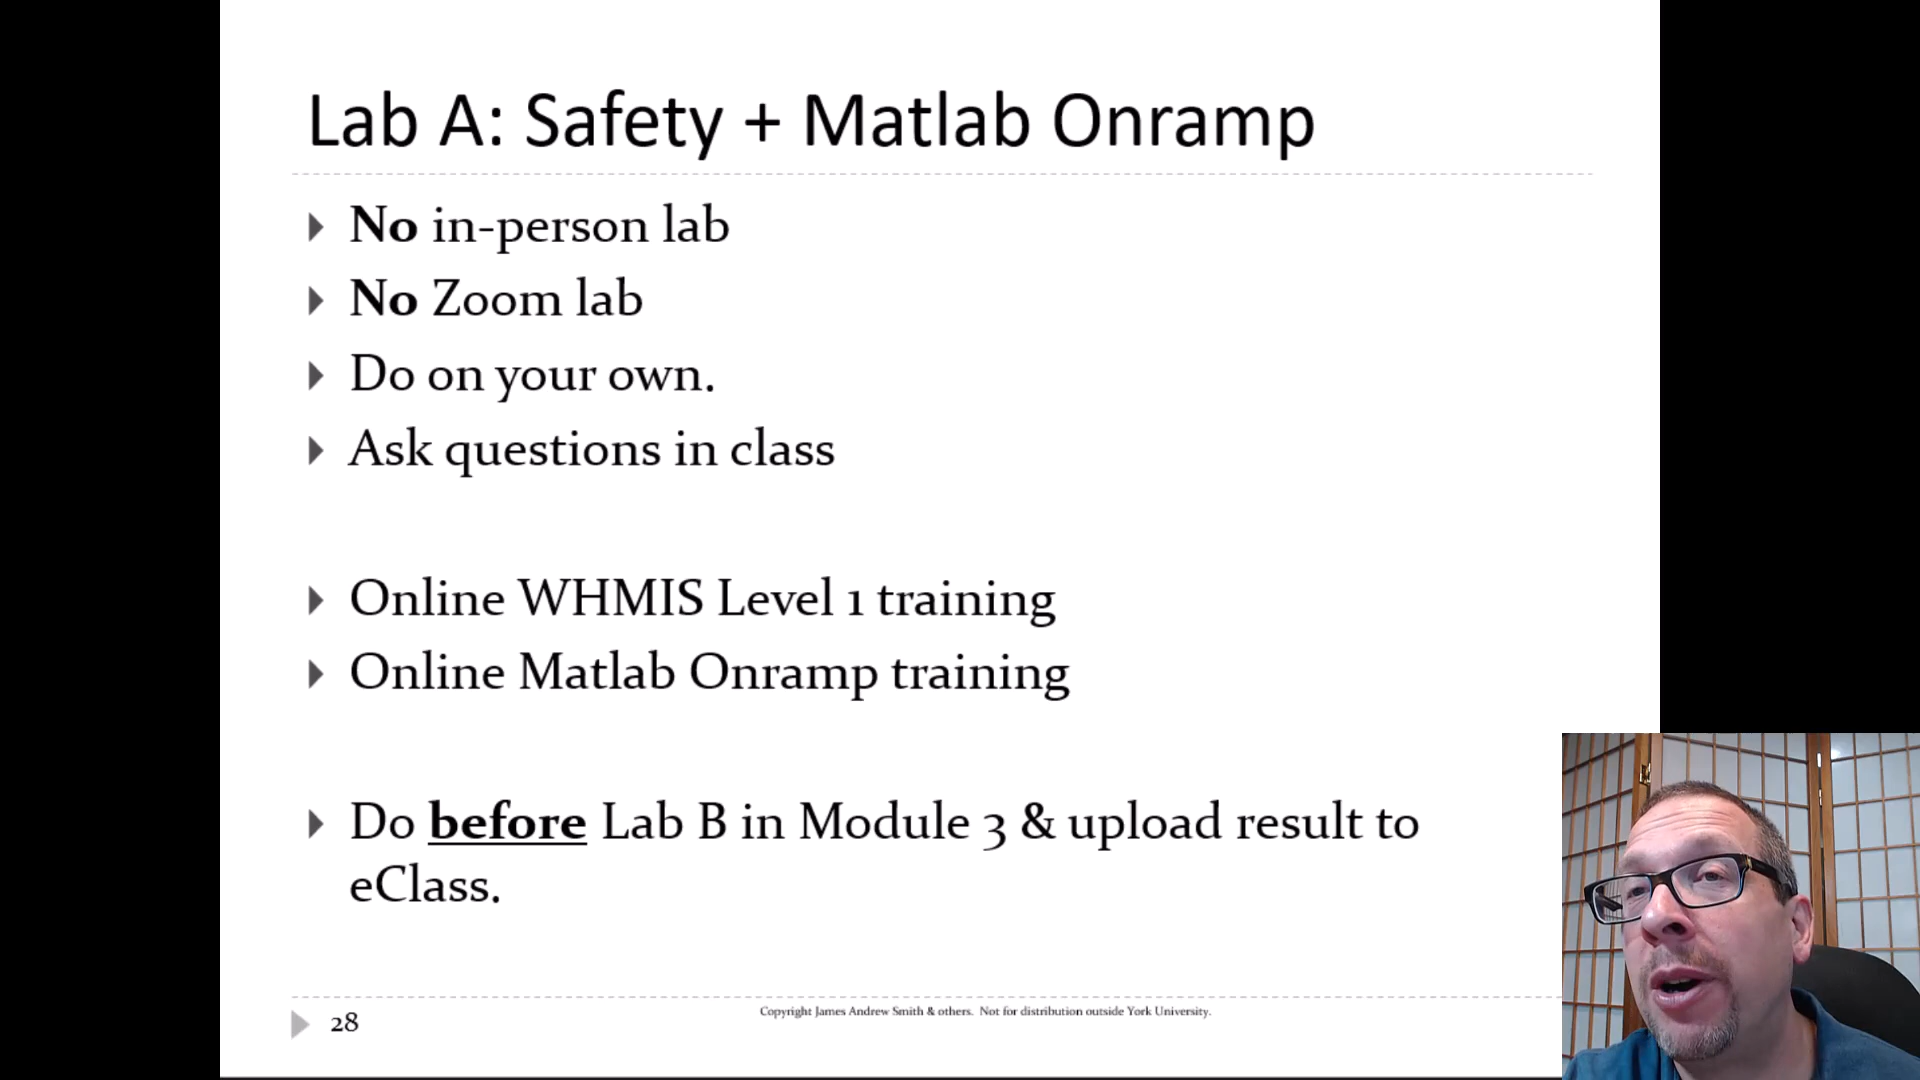 Lab A: Safety + Matlab Onramp
No in-person lab
No Zoom lab
Do on your own.
Ask questions in class
Online WHMIS Level 1 training
Online Matlab Onramp training
Do before Lab B in Module 3 & upload result to
eClass.
28
Copyright James Andrew Smith & others. Not for distribution outside York University.